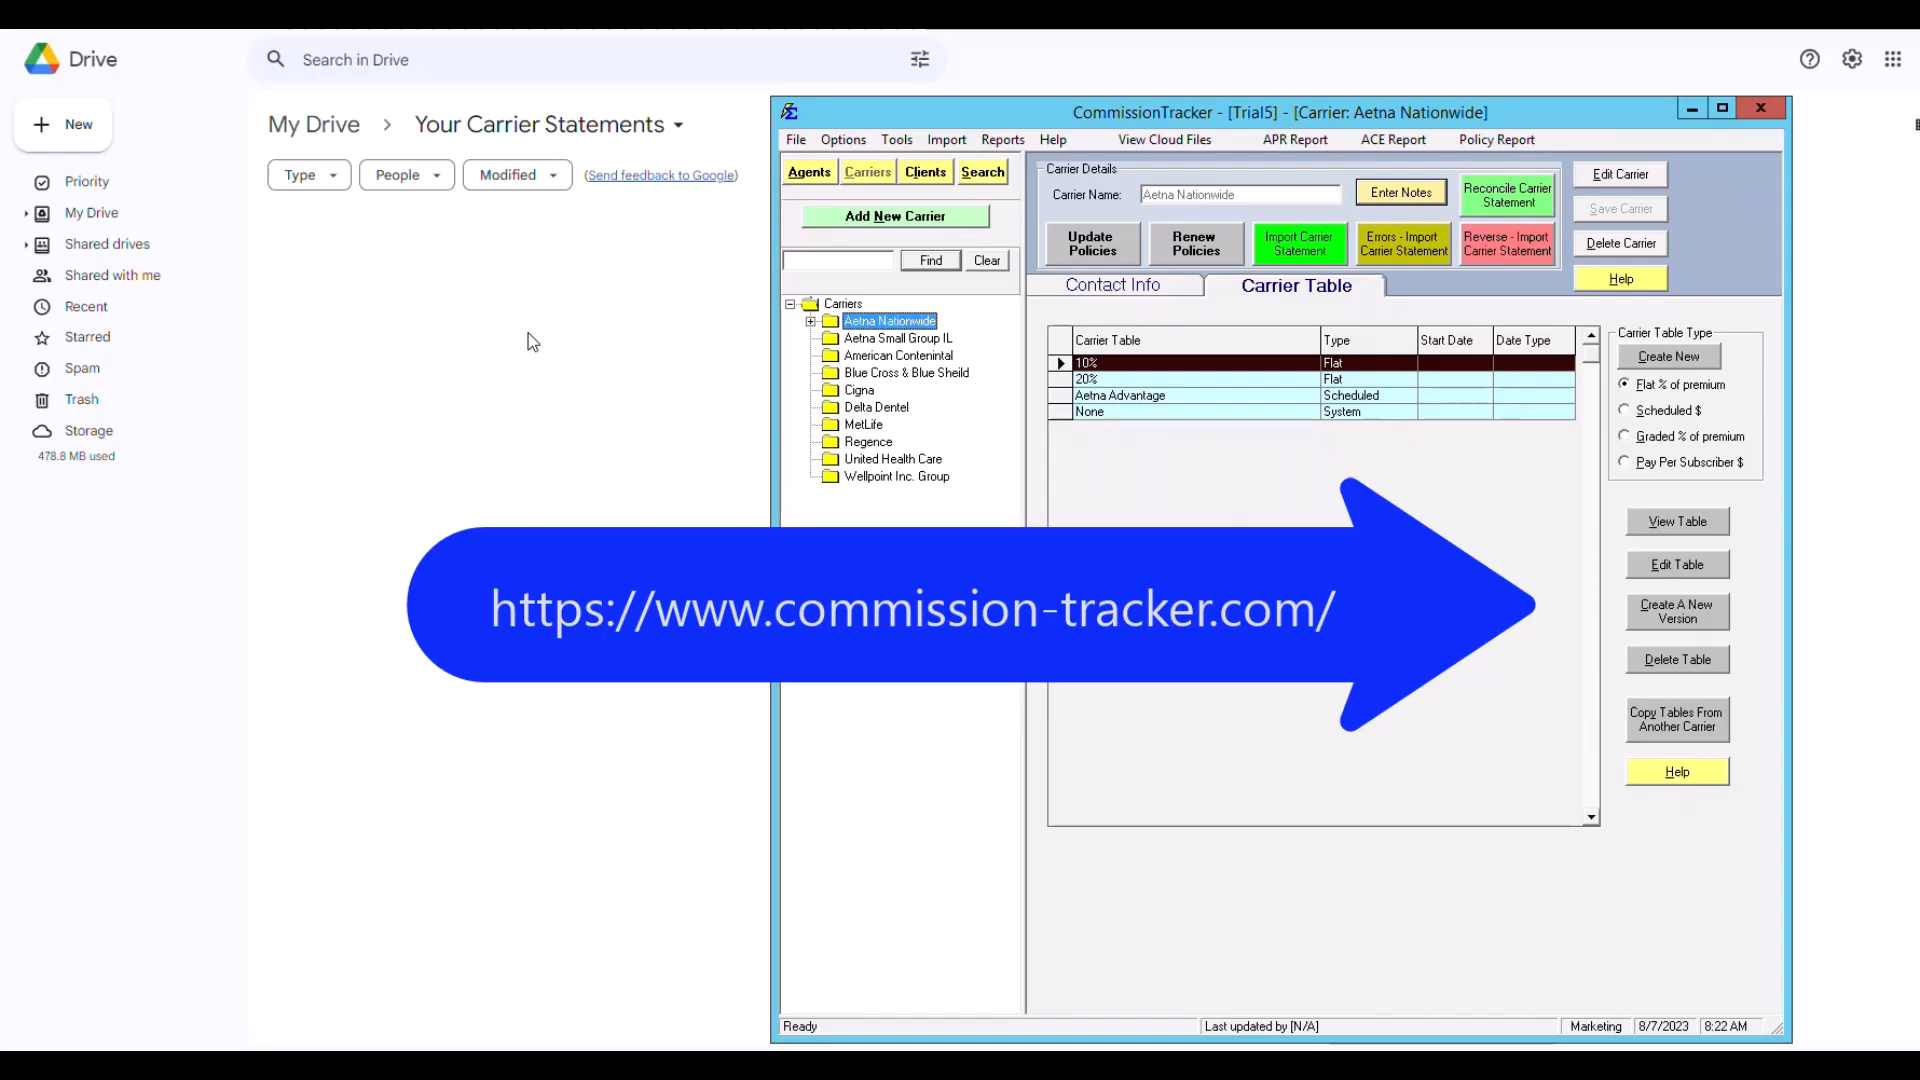 Drive
Search in Drive
New
My Drive > Your Carrier Statements
Type
People
Modified
(Send feedback to Google)
Priority
My Drive
Shared drives
Shared with me
Recent
Starred
Spam
Trash
Storage
478.8 MB used
CommissionTracker - [Trial5] - [Carrier: Aetna Nationwide]
File Options Tools Import Reports Help View Cloud Files APR Report ACE Report Policy Report
Agents Carriers Clients Search
Add New Carrier
Find Clear
Carriers
Aetna Nationwide
Aetna Small Group IL
American Contenintal
Blue Cross & Blue Sheild
Cigna
Delta Dentel
MetLife
Regence
United Health Care
Wellpoint Inc. Group
Carrier Details
Carrier Name: Aetna Nationwide
Enter Notes
Reconcile Carrier
Statement
Update
Policies
Renew
Policies
Import Carrier
Statement
Errors - Import
Carrier Statement
Reverse - Import
Carrier Statement
Edit Carrier
Save Carrier
Delete Carrier
Help
Contact Info
Carrier Table
Carrier Table Type Start Date Date Type
10% Flat
20% Flat
Aetna Advantage Scheduled
None System
Carrier Table Type
Create New
Flat % of premium
Scheduled $
Graded % of premium
Pay Per Subscriber $
View Table
Edit Table
Create A New
Version
Delete Table
Copy Tables From
Another Carrier
Help
https://www.commission-tracker.com/
Ready
Last updated by [N/A]
Marketing
8/7/2023
8:22 AM